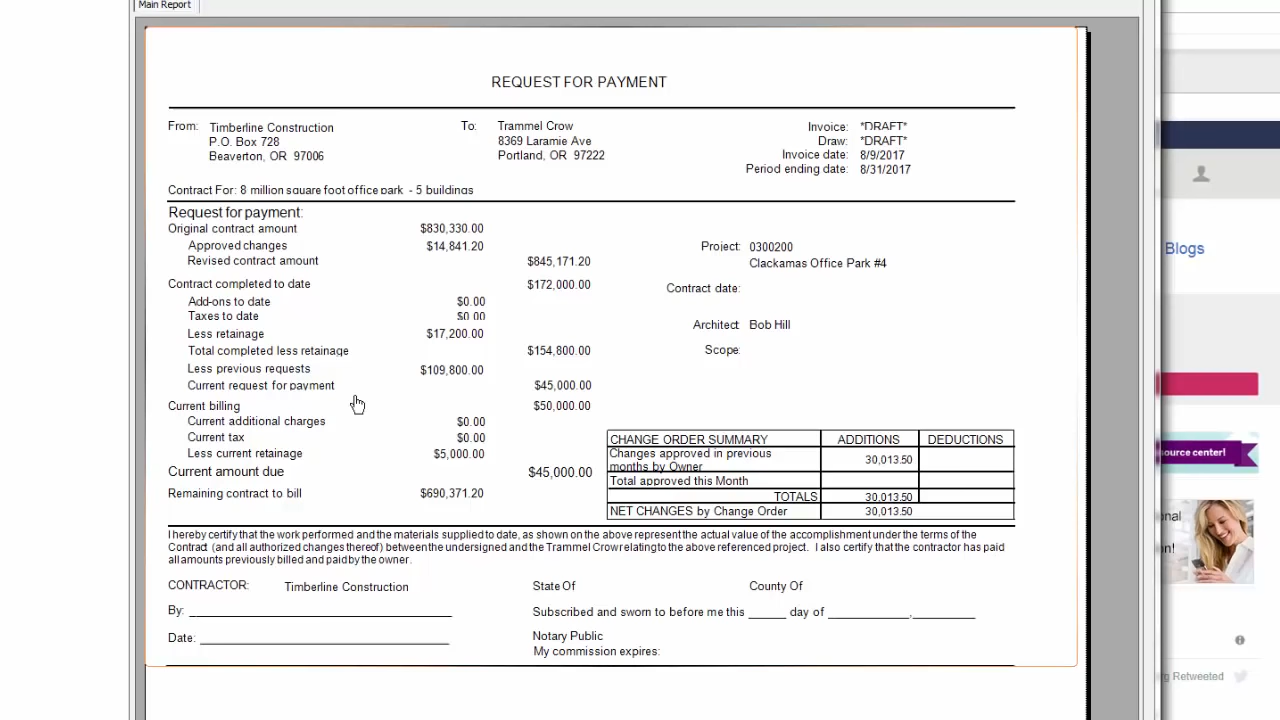 Main Report
REQUEST FOR PAYMENT
From: Timberline Construction
P.O. Box 728
Beaverton, OR 97006
To: Trammel Crow
8369 Laramie Ave
Portland, OR 97222
Invoice: *DRAFT*
Draw: *DRAFT*
Invoice date: 8/9/2017
Period ending date: 8/31/2017
Contract For: 8 million square foot office park - 5 buildings
Request for payment:
Original contract amount $830,330.00
Approved changes $14,841.20
Revised contract amount $845,171.20
Contract completed to date $172,000.00
Add-ons to date $0.00
Taxes to date $0.00
Less retainage $17,200.00
Total completed less retainage $154,800.00
Less previous requests $109,800.00
Current request for payment $45,000.00
Current billing $50,000.00
Current additional charges $0.00
Current tax $0.00
Less current retainage $5,000.00
Current amount due $45,000.00
Remaining contract to bill $690,371.20
Project: 0300200
Clackamas Office Park #4
Contract date:
Architect: Bob Hill
Scope:
CHANGE ORDER SUMMARY ADDITIONS DEDUCTIONS
Changes approved in previous
months by Owner 30,013.50
Total approved this Month
TOTALS 30,013.50
NET CHANGES by Change Order 30,013.50
I hereby certify that the work performed and the materials supplied to date, as shown on the above represent the actual value of the accomplishment under the terms of the
Contract (and all authorized changes thereof) between the undersigned and the Trammel Crow relating to the above referenced project. I also certify that the contractor has paid
all amounts previously billed and paid by the owner.
CONTRACTOR: Timberline Construction
By:
Date:
State Of County Of
Subscribed and sworn to before me this _____ day of __________,________
Notary Public
My commission expires:
Blogs
source center!
onal
on!
rg Retweeted